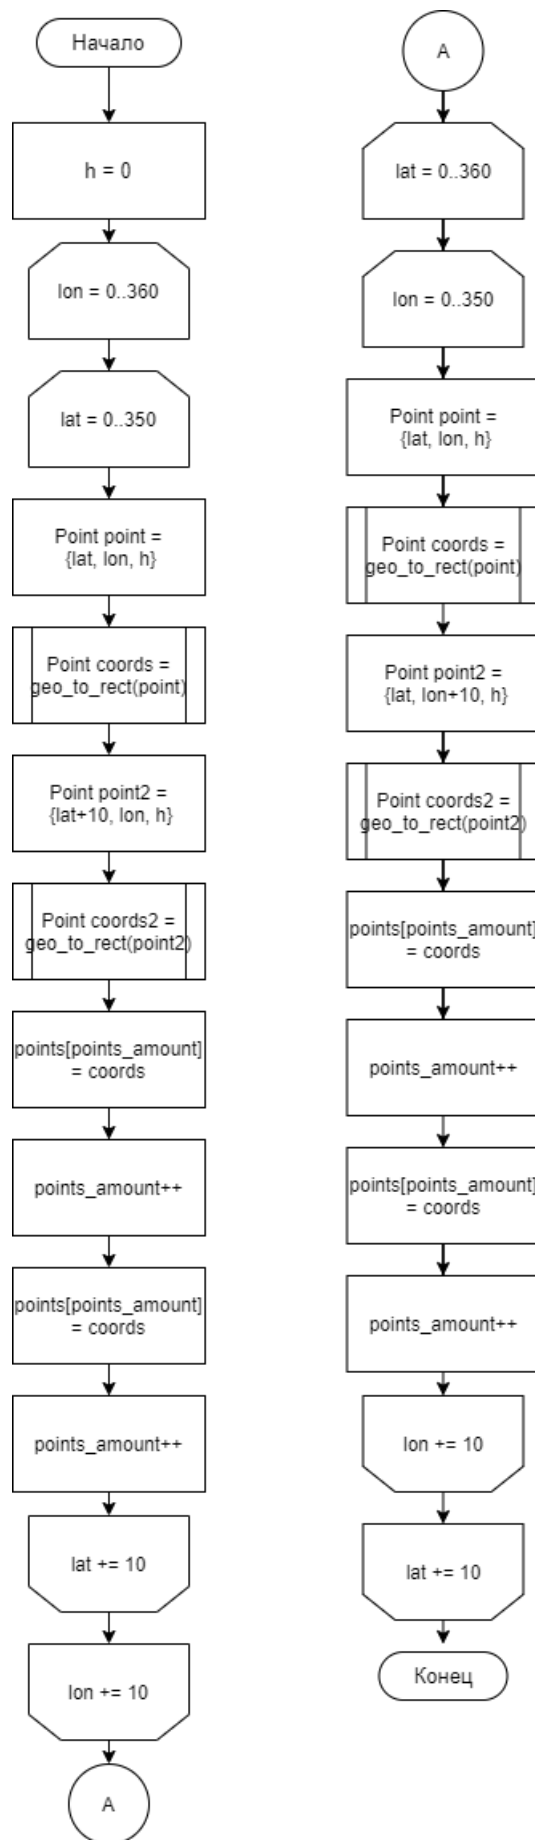 Начало
h = 0
lon = 0..360
lat = 0..350
Point point =
{lat, lon, h}
Point coords =
geo_to_rect(point)
Point point2 =
{lat+10, lon, h}
Point coords2 =
geo_to_rect(point2)
points[points_amount]
= coords
points_amount++
points[points_amount]
= coords
points_amount++
lat += 10
lon += 10
A
A
lat = 0..360
lon = 0..350
Point point =
{lat, lon, h}
Point coords =
geo_to_rect(point)
Point point2 =
{lat, lon+10, h}
Point coords2 =
geo_to_rect(point2)
points[points_amount]
= coords
points_amount++
points[points_amount]
= coords
points_amount++
lon += 10
lat += 10
Конец